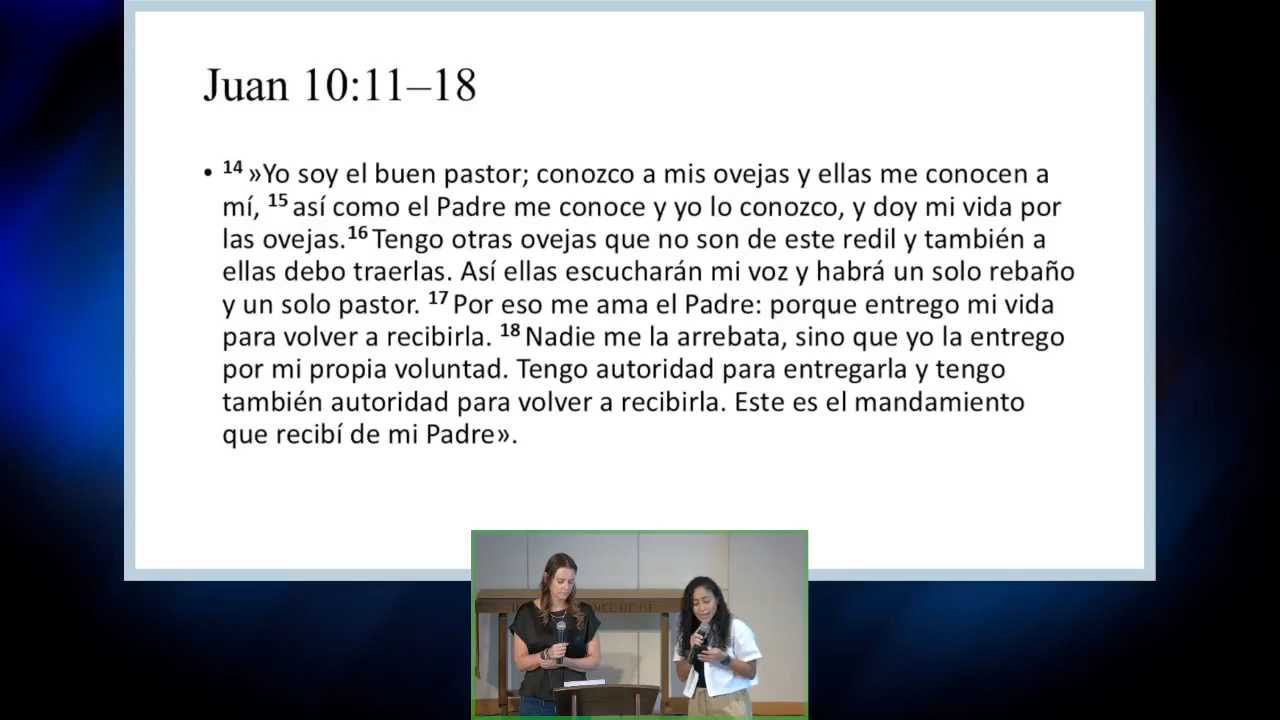 Juan 10:11–18
• ¹⁴ »Yo soy el buen pastor; conozco a mis ovejas y ellas me conocen a
mí, ¹⁵ así como el Padre me conoce y yo lo conozco, y doy mi vida por
las ovejas.¹⁶ Tengo otras ovejas que no son de este redil y también a
ellas debo traerlas. Así ellas escucharán mi voz y habrá un solo rebaño
y un solo pastor. ¹⁷ Por eso me ama el Padre: porque entrego mi vida
para volver a recibirla. ¹⁸ Nadie me la arrebata, sino que yo la entrego
por mi propia voluntad. Tengo autoridad para entregarla y tengo
también autoridad para volver a recibirla. Este es el mandamiento
que recibí de mi Padre».
OF ME